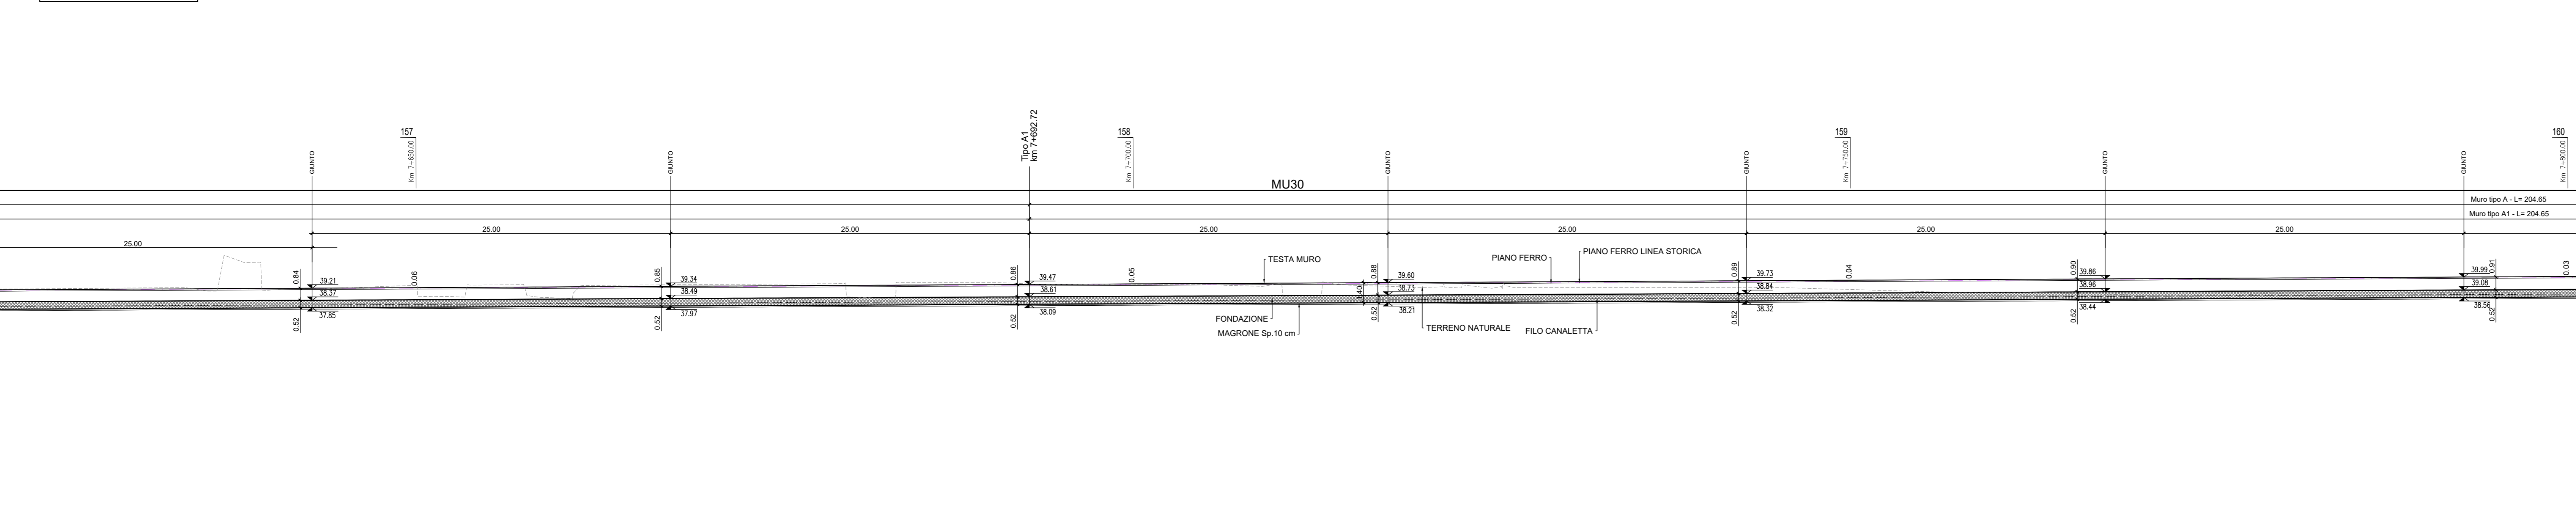 Tipo A1
km 7+692.72
157
Km 7+650.00
158
Km 7+700.00
159
Km 7+750.00
160
Km 7+800.00
GIUNTO
GIUNTO
GIUNTO
GIUNTO
GIUNTO
GIUNTO
MU30
Muro tipo A - L= 204.65
Muro tipo A1 - L= 204.65
25.00
25.00
25.00
25.00
25.00
25.00
25.00
TESTA MURO
PIANO FERRO
PIANO FERRO LINEA STORICA
0.84
39.21
38.37
37.85
0.52
0.06
0.85
39.34
38.49
37.97
0.52
0.86
39.47
38.61
38.09
0.52
0.05
0.88
39.60
38.73
38.21
0.52
1.40
0.89
39.73
38.84
38.32
0.52
0.04
0.90
39.86
38.96
38.44
0.52
39.99
0.91
39.08
38.56
0.52
0.03
FONDAZIONE
MAGRONE Sp.10 cm
TERRENO NATURALE
FILO CANALETTA